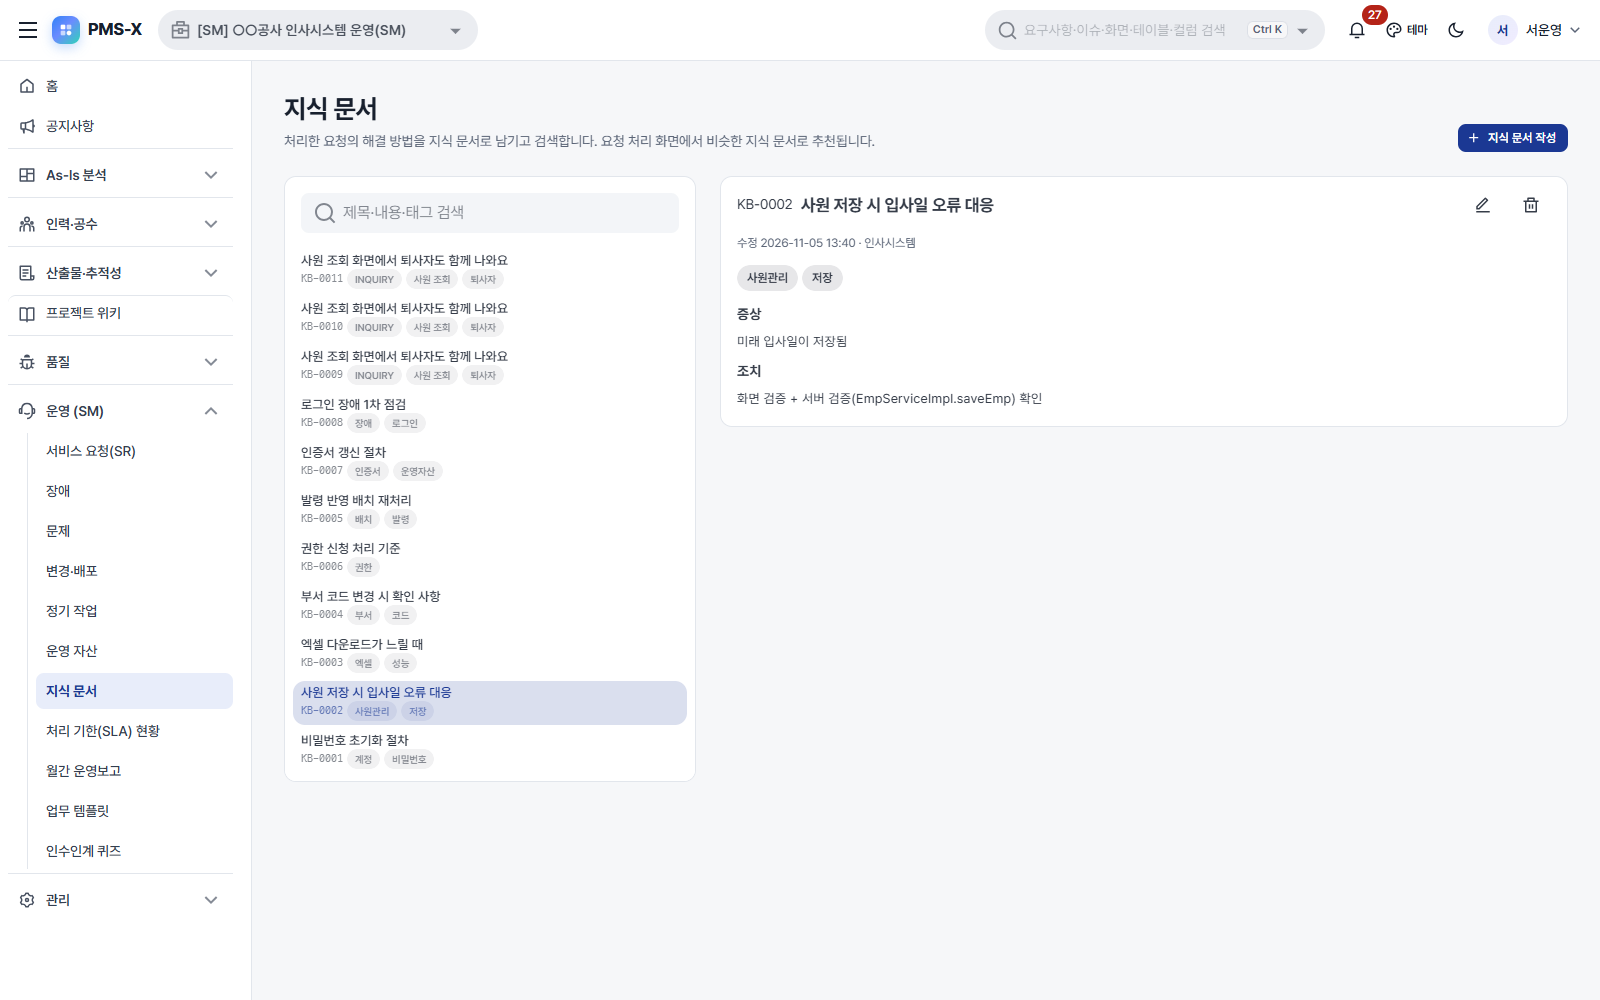 PMS-X
[SM] ○○공사 인사시스템 운영(SM)
요구사항·이슈·화면·테이블·컬럼 검색
Ctrl K
27
테마
서
서운영
홈
공지사항
As-Is 분석
인력·공수
산출물·추적성
프로젝트 위키
품질
운영 (SM)
서비스 요청(SR)
장애
문제
변경·배포
정기 작업
운영 자산
지식 문서
처리 기한(SLA) 현황
월간 운영보고
업무 템플릿
인수인계 퀴즈
관리
지식 문서
처리한 요청의 해결 방법을 지식 문서로 남기고 검색합니다. 요청 처리 화면에서 비슷한 지식 문서로 추천됩니다.
지식 문서 작성
제목·내용·태그 검색
사원 조회 화면에서 퇴사자도 함께 나와요
KB-0011 INQUIRY 사원 조회 퇴사자
사원 조회 화면에서 퇴사자도 함께 나와요
KB-0010 INQUIRY 사원 조회 퇴사자
사원 조회 화면에서 퇴사자도 함께 나와요
KB-0009 INQUIRY 사원 조회 퇴사자
로그인 장애 1차 점검
KB-0008 장애 로그인
인증서 갱신 절차
KB-0007 인증서 운영자산
발령 반영 배치 재처리
KB-0005 배치 발령
권한 신청 처리 기준
KB-0006 권한
부서 코드 변경 시 확인 사항
KB-0004 부서 코드
엑셀 다운로드가 느릴 때
KB-0003 엑셀 성능
사원 저장 시 입사일 오류 대응
KB-0002 사원관리 저장
비밀번호 초기화 절차
KB-0001 계정 비밀번호
KB-0002 사원 저장 시 입사일 오류 대응
수정 2026-11-05 13:40 · 인사시스템
사원관리 저장
증상
미래 입사일이 저장됨
조치
화면 검증 + 서버 검증(EmpServiceImpl.saveEmp) 확인